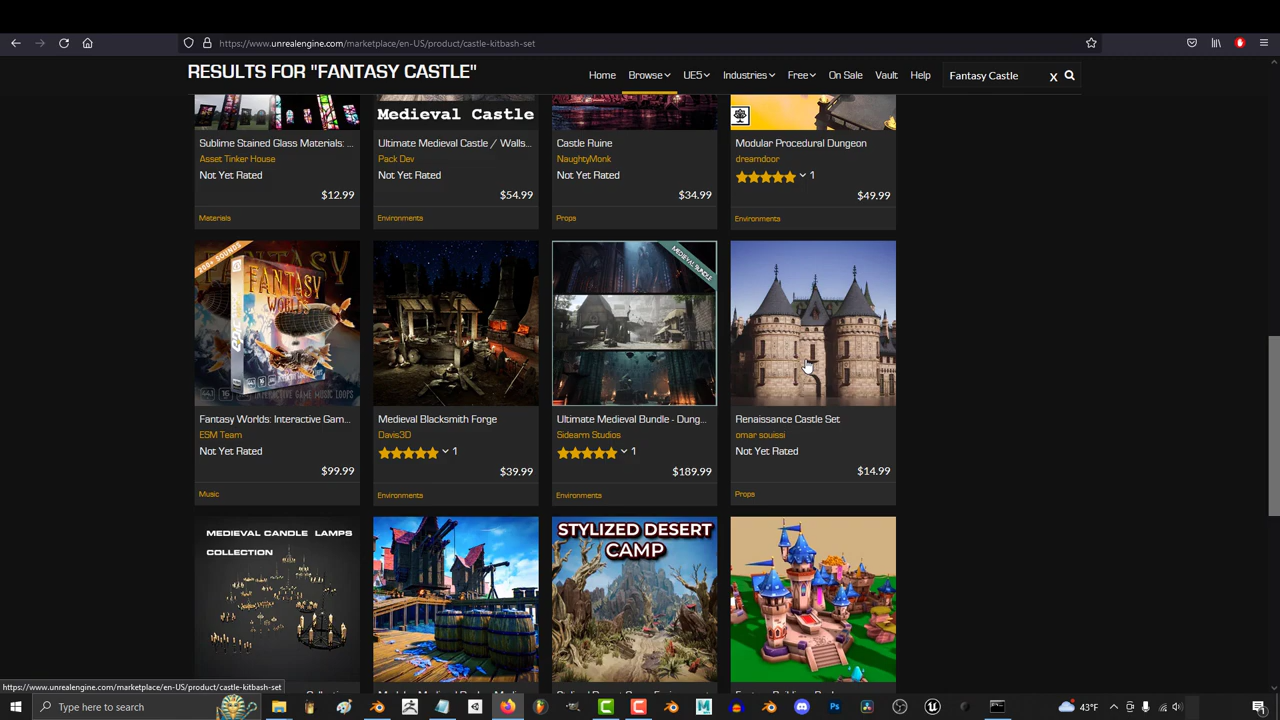 https://www.unrealengine.com/marketplace/en-US/product/castle-kitbash-set
RESULTS FOR "FANTASY CASTLE"
Home
Browse
UE5
Industries
Free
On Sale
Vault
Help
Fantasy Castle
X
Medieval Castle
Sublime Stained Glass Materials: ...
Asset Tinker House
Not Yet Rated
$12.99
Materials
Ultimate Medieval Castle / Walls...
Pack Dev
Not Yet Rated
$54.99
Environments
Castle Ruine
NaughtyMonk
Not Yet Rated
$34.99
Props
Modular Procedural Dungeon
dreamdoor
1
$49.99
Environments
200+ SOUNDS
FANTASY
WORLDS
Fantasy Worlds: Interactive Gam...
ESM Team
Not Yet Rated
$99.99
Music
Medieval Blacksmith Forge
Davis3D
1
$39.99
Environments
MEDIEVAL BUNDLE
Ultimate Medieval Bundle - Dung...
Sidearm Studios
1
$189.99
Environments
Renaissance Castle Set
omar souissi
Not Yet Rated
$14.99
Props
MEDIEVAL CANDLE LAMPS
COLLECTION
STYLIZED DESERT
CAMP
https://www.unrealengine.com/marketplace/en-US/product/castle-kitbash-set
Type here to search
43°F